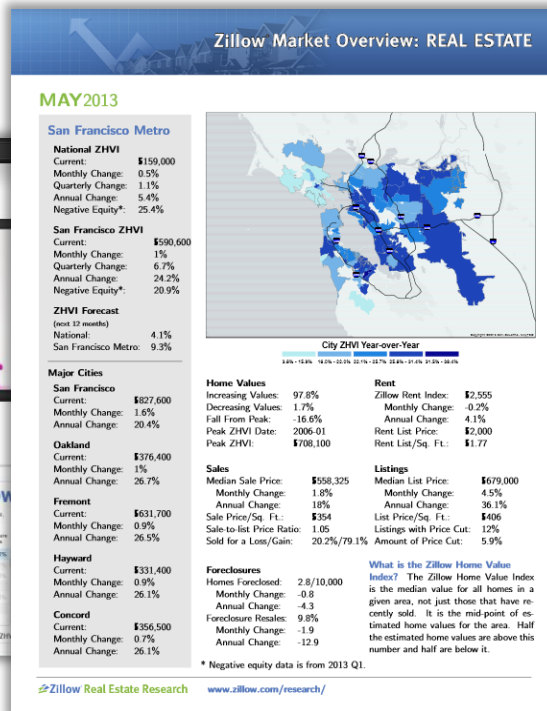 Zillow Market Overview: REAL ESTATE
MAY2013
San Francisco Metro
National ZHVI
Current: $159,000
Monthly Change: 0.5%
Quarterly Change: 1.1%
Annual Change: 5.4%
Negative Equity*: 25.4%
San Francisco ZHVI
Current: $590,600
Monthly Change: 1%
Quarterly Change: 6.7%
Annual Change: 24.2%
Negative Equity*: 20.9%
ZHVI Forecast
(next 12 months)
National: 4.1%
San Francisco Metro: 9.3%
Major Cities
San Francisco
Current: $827,600
Monthly Change: 1.6%
Annual Change: 20.4%
Oakland
Current: $376,400
Monthly Change: 1%
Annual Change: 26.7%
Fremont
Current: $631,700
Monthly Change: 0.9%
Annual Change: 26.5%
Hayward
Current: $331,400
Monthly Change: 0.9%
Annual Change: 26.1%
Concord
Current: $356,500
Monthly Change: 0.7%
Annual Change: 26.1%
City ZHVI Year-over-Year
Home Values
Increasing Values: 97.8%
Decreasing Values: 1.7%
Fall From Peak: -16.6%
Peak ZHVI Date: 2006-01
Peak ZHVI: $708,100
Rent
Zillow Rent Index: $2,555
Monthly Change: -0.2%
Annual Change: 4.1%
Rent List Price: $2,000
Rent List/Sq. Ft.: $1.77
Sales
Median Sale Price: $558,325
Monthly Change: 1.8%
Annual Change: 18%
Sale Price/Sq. Ft.: $354
Sale-to-list Price Ratio: 1.05
Sold for a Loss/Gain: 20.2%/79.1%
Listings
Median List Price: $679,000
Monthly Change: 4.5%
Annual Change: 36.1%
List Price/Sq. Ft.: $406
Listings with Price Cut: 12%
Amount of Price Cut: 5.9%
Foreclosures
Homes Foreclosed: 2.8/10,000
Monthly Change: -0.8
Annual Change: -4.3
Foreclosure Resales: 9.8%
Monthly Change: -1.9
Annual Change: -12.9
What is the Zillow Home Value
Index? The Zillow Home Value Index
is the median value for all homes in a
given area, not just those that have re-
cently sold. It is the mid-point of es-
timated home values for the area. Half
the estimated home values are above this
number and half are below it.
* Negative equity data is from 2013 Q1.
Zillow Real Estate Research www.zillow.com/research/